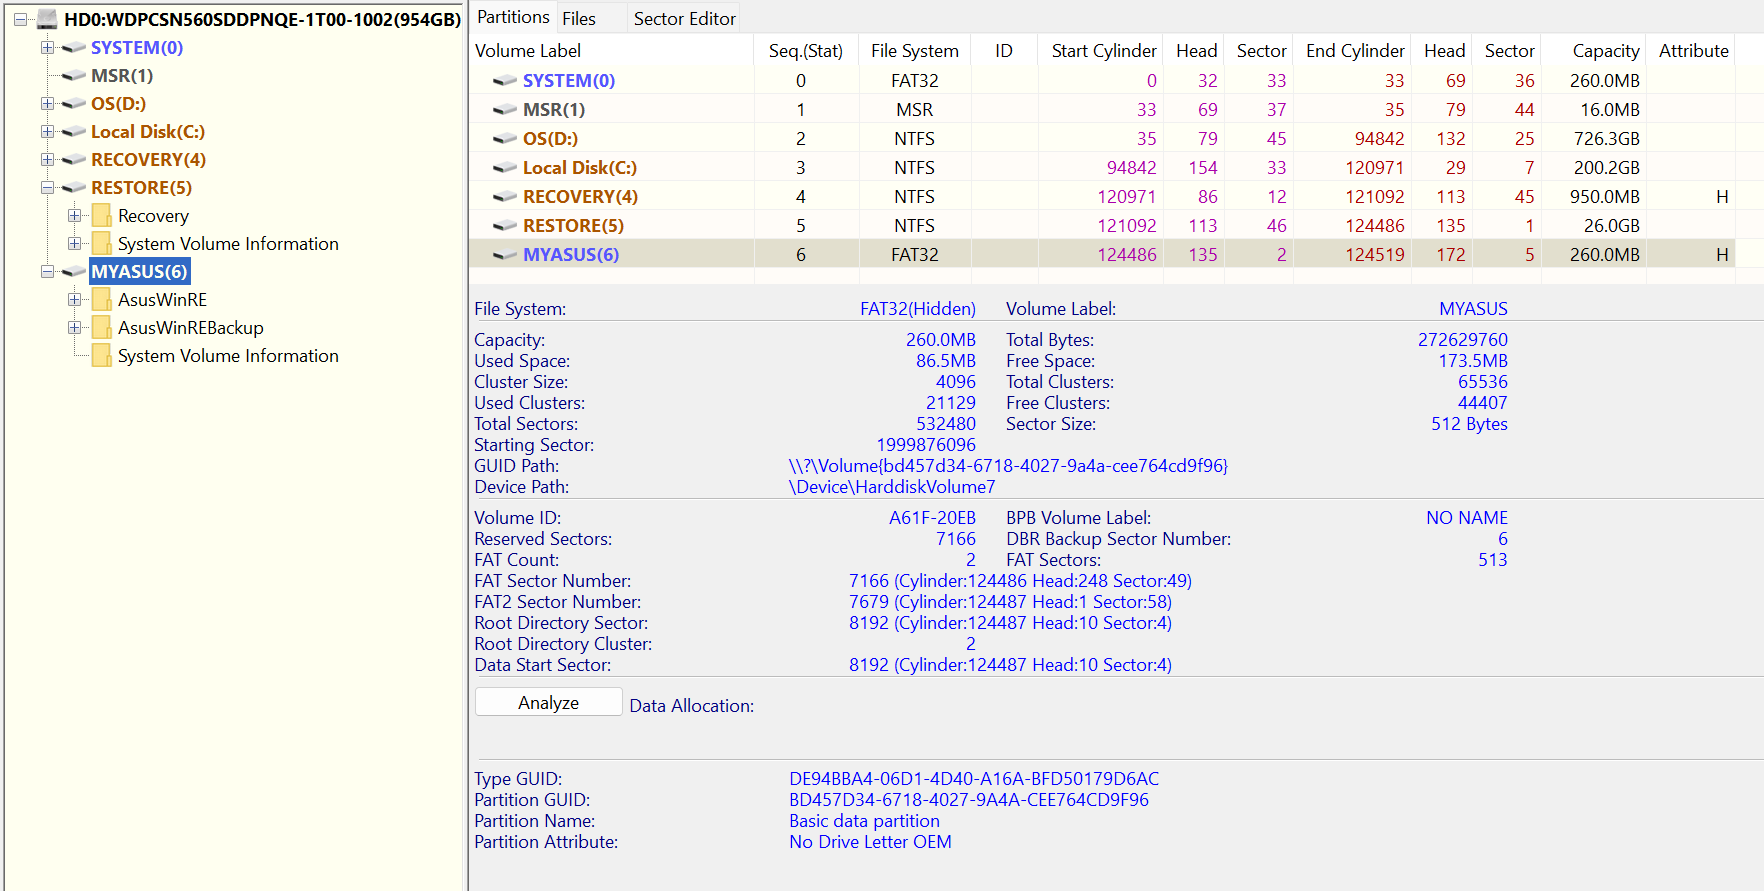 HD0:WDPCSN560SDDPNQE-1T00-1002(954GB)
SYSTEM(0)
MSR(1)
OS(D:)
Local Disk(C:)
RECOVERY(4)
RESTORE(5)
Recovery
System Volume Information
MYASUS(6)
AsusWinRE
AsusWinREBackup
System Volume Information
Partitions Files Sector Editor
Volume Label Seq.(Stat) File System ID Start Cylinder Head Sector End Cylinder Head Sector Capacity Attribute
SYSTEM(0) 0 FAT32 0 32 33 33 69 36 260.0MB
MSR(1) 1 MSR 33 69 37 35 79 44 16.0MB
OS(D:) 2 NTFS 35 79 45 94842 132 25 726.3GB
Local Disk(C:) 3 NTFS 94842 154 33 120971 29 7 200.2GB
RECOVERY(4) 4 NTFS 120971 86 12 121092 113 45 950.0MB H
RESTORE(5) 5 NTFS 121092 113 46 124486 135 1 26.0GB
MYASUS(6) 6 FAT32 124486 135 2 124519 172 5 260.0MB H
File System: FAT32(Hidden) Volume Label: MYASUS
Capacity: 260.0MB Total Bytes: 272629760
Used Space: 86.5MB Free Space: 173.5MB
Cluster Size: 4096 Total Clusters: 65536
Used Clusters: 21129 Free Clusters: 44407
Total Sectors: 532480 Sector Size: 512 Bytes
Starting Sector: 1999876096
GUID Path: \\?\Volume{bd457d34-6718-4027-9a4a-cee764cd9f96}
Device Path: \Device\HarddiskVolume7
Volume ID: A61F-20EB BPB Volume Label: NO NAME
Reserved Sectors: 7166 DBR Backup Sector Number: 6
FAT Count: 2 FAT Sectors: 513
FAT Sector Number: 7166 (Cylinder:124486 Head:248 Sector:49)
FAT2 Sector Number: 7679 (Cylinder:124487 Head:1 Sector:58)
Root Directory Sector: 8192 (Cylinder:124487 Head:10 Sector:4)
Root Directory Cluster: 2
Data Start Sector: 8192 (Cylinder:124487 Head:10 Sector:4)
Analyze Data Allocation:
Type GUID: DE94BBA4-06D1-4D40-A16A-BFD50179D6AC
Partition GUID: BD457D34-6718-4027-9A4A-CEE764CD9F96
Partition Name: Basic data partition
Partition Attribute: No Drive Letter OEM